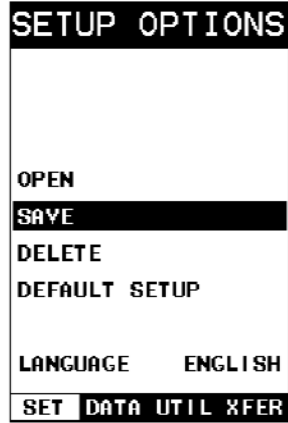 SETUP OPTIONS
OPEN
SAVE
DELETE
DEFAULT SETUP
LANGUAGE ENGLISH
SET DATA UTIL XFER